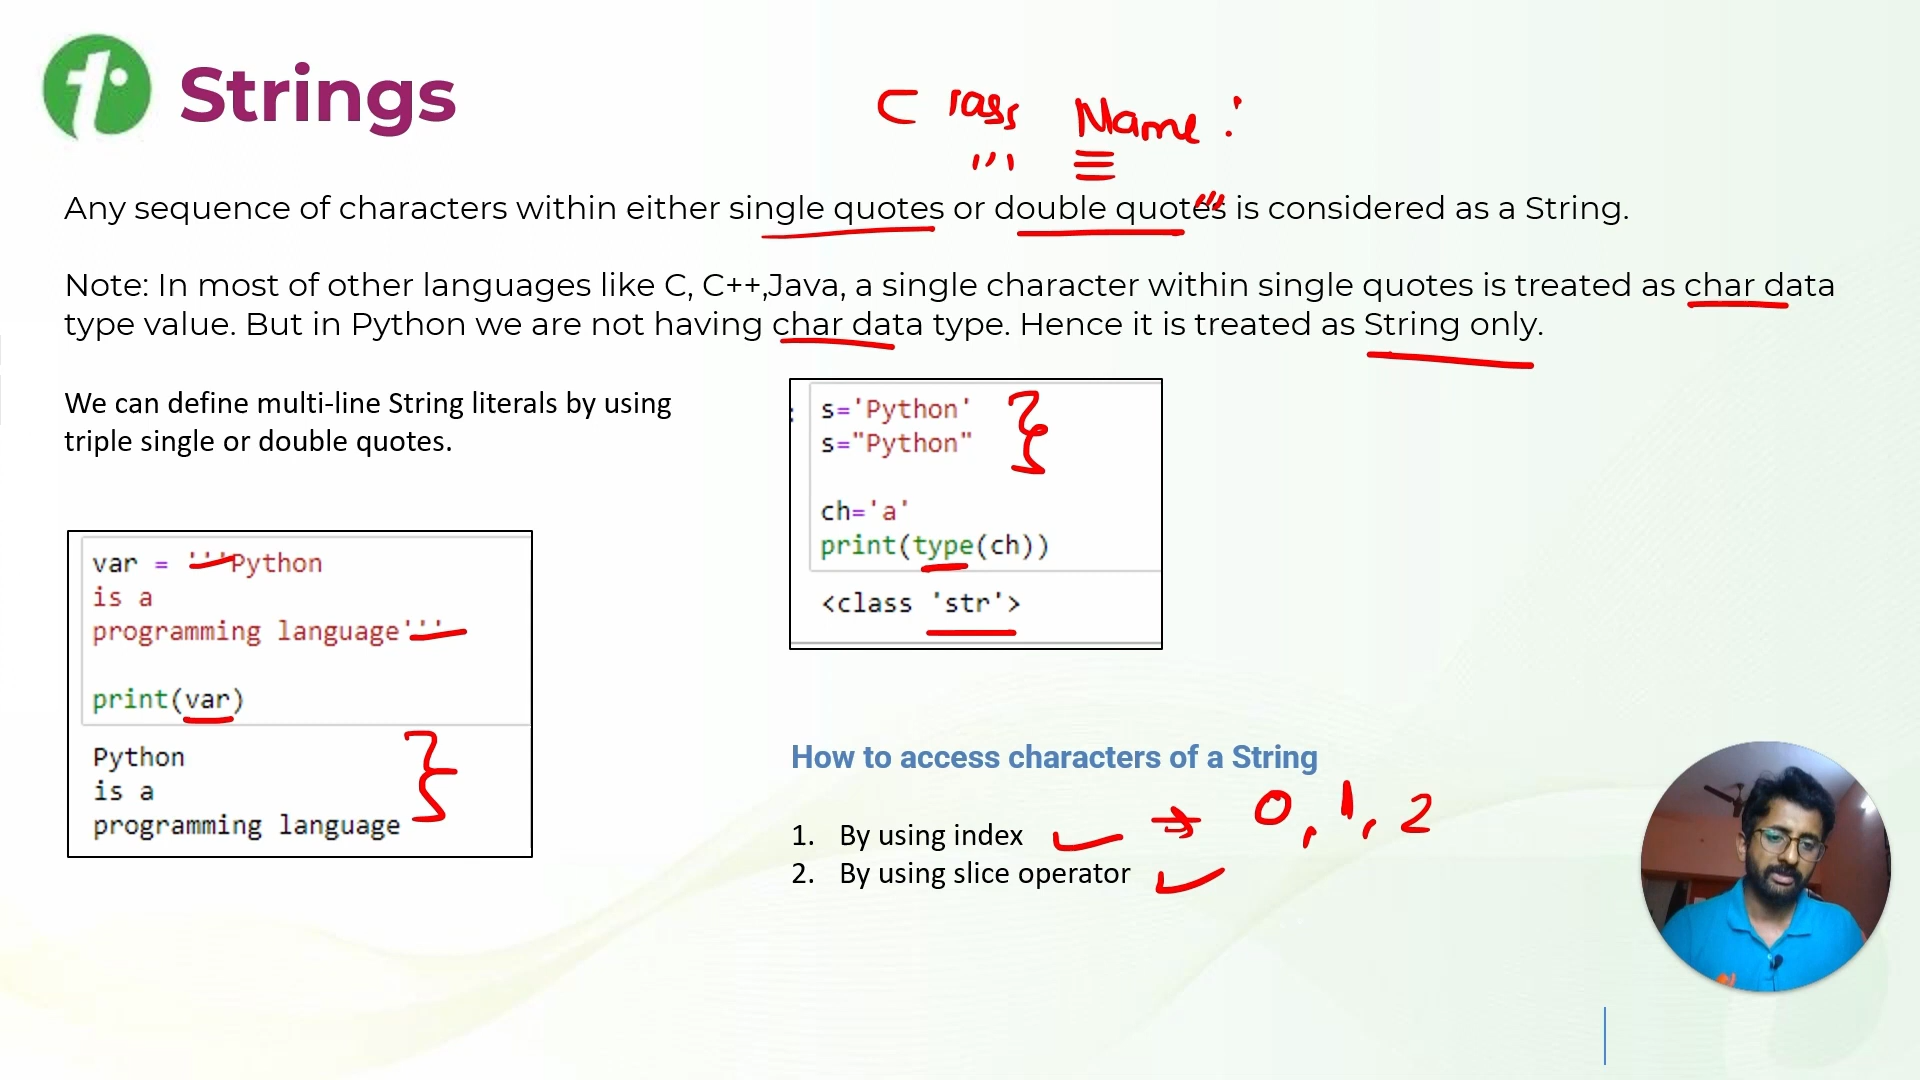 Strings
Class Name:
Any sequence of characters within either single quotes or double quotes is considered as a String.
Note: In most of other languages like C, C++,Java, a single character within single quotes is treated as char data
type value. But in Python we are not having char data type. Hence it is treated as String only.
We can define multi-line String literals by using
triple single or double quotes.
var = '''Python
is a
programming language'''
print(var)
Python
is a
programming language
s='Python'
s="Python"
ch='a'
print(type(ch))
<class 'str'>
How to access characters of a String
1. By using index → 0, 1, 2
2. By using slice operator